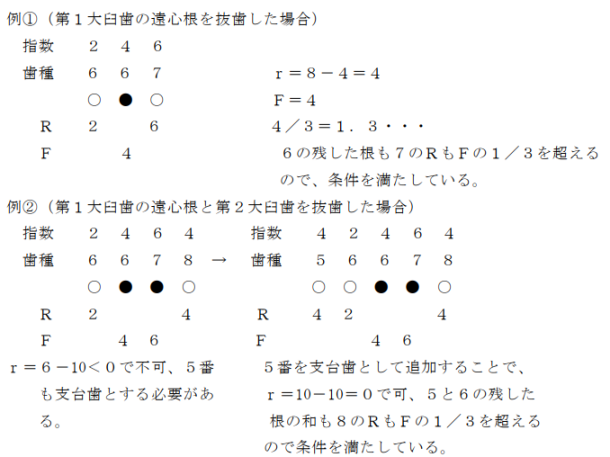 例①（第１大臼歯の遠心根を抜歯した場合）
指数　２　４　６
歯種　６　６　７　　　　　　ｒ＝８－４＝４
○　●　○　　　　　　Ｆ＝４
Ｒ　２　　　６　　　　　　４／３＝１．３・・・
Ｆ　　　４　　　　　　６の残した根も７のＲもＦの１／３を超える
ので、条件を満たしている。
例②（第１大臼歯の遠心根と第２大臼歯を抜歯した場合）
指数　２　４　６　４　　　指数　４　２　４　６　４
歯種　６　６　７　８　→　歯種　５　６　６　７　８
○　●　●　○　　　　　　○　○　●　●　○
Ｒ　２　　　　　４　　　Ｒ　４　２　　　　　４
Ｆ　　　４　６　　　　　Ｆ　　　　　４　６
ｒ＝６－10＜０で不可、５番　　　５番を支台歯として追加することで、
も支台歯とする必要があ　　　ｒ＝10－10＝０で可、５と６の残した
る。　　　根の和も８のＲもＦの１／３を超える
ので条件を満たしている。